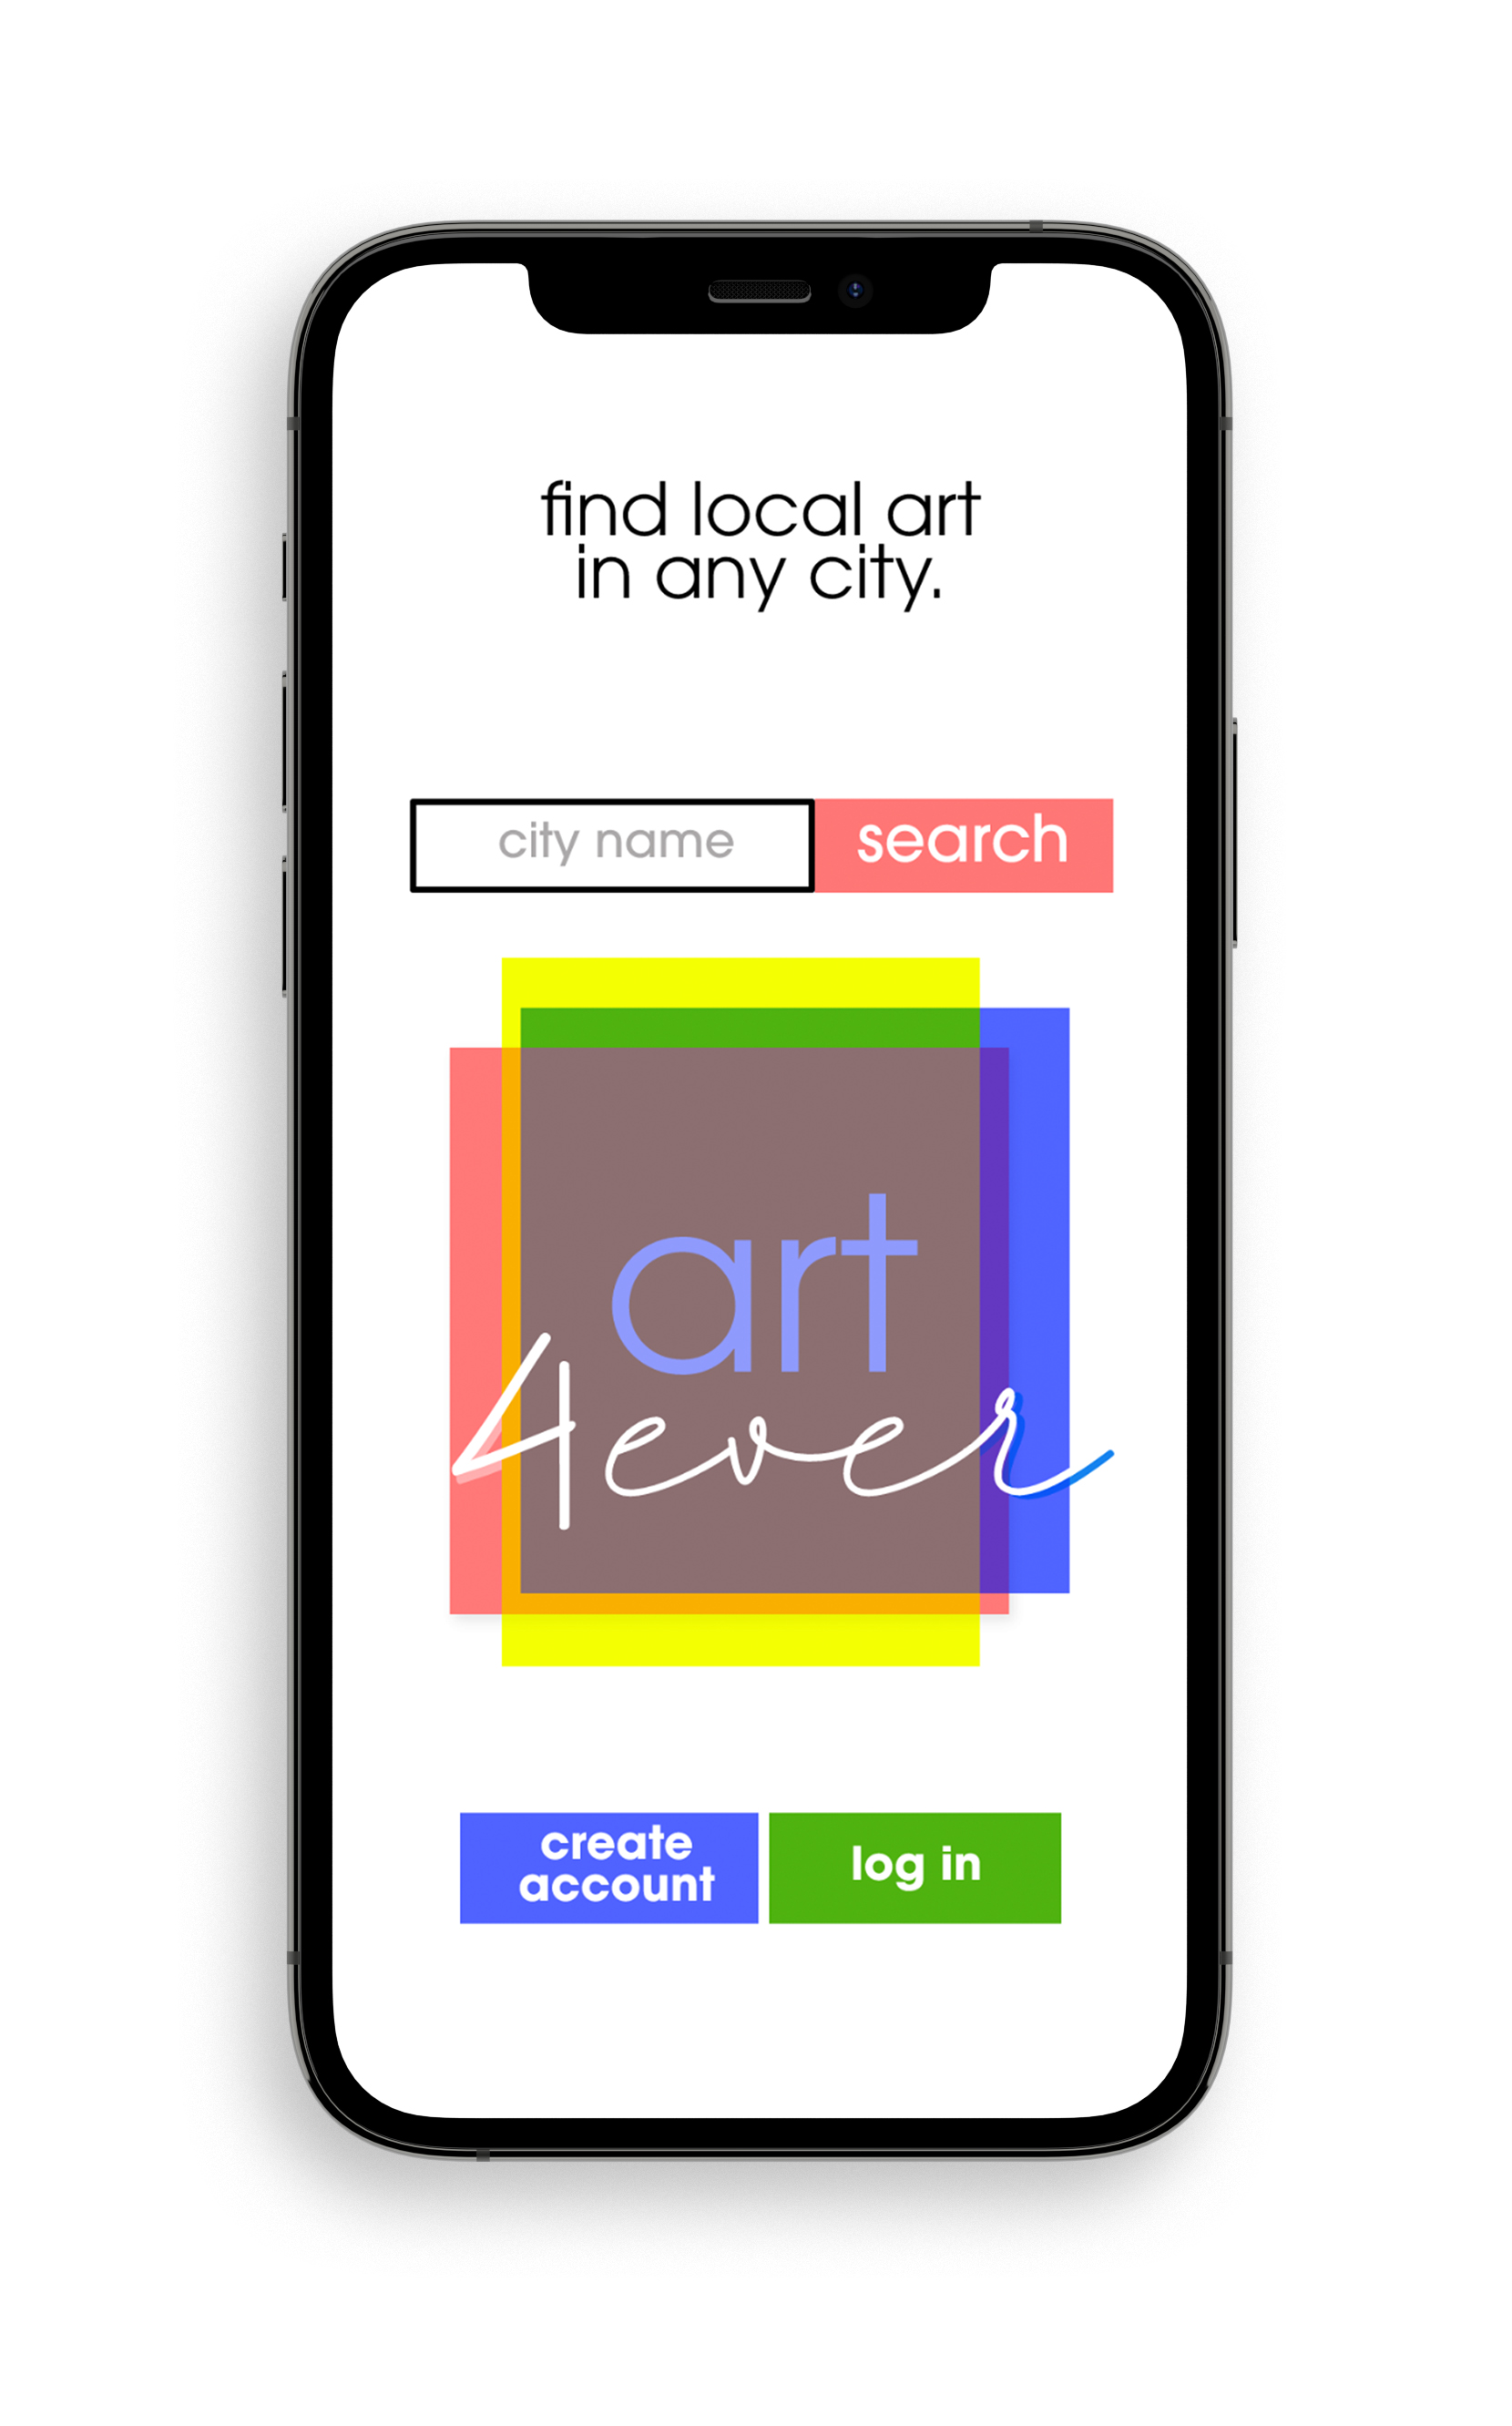 find local art
in any city.
city name
search
art
4ever
create
account
log in